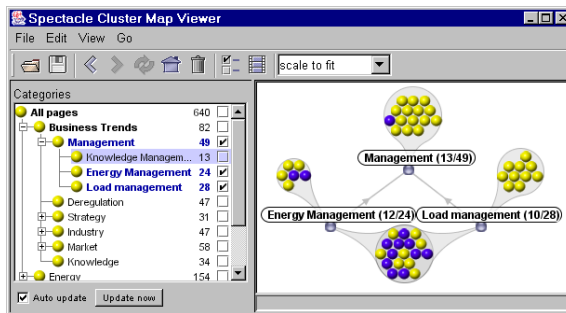 Spectacle Cluster Map Viewer
File Edit View Go
scale to fit
Categories
All pages 640
Business Trends 82
Management 49
Knowledge Managem... 13
Energy Management 24
Load management 28
Deregulation 47
Strategy 31
Industry 47
Market 58
Knowledge 34
Energy 154
Auto update Update now
Management (13/49)
Energy Management (12/24) Load management (10/28)